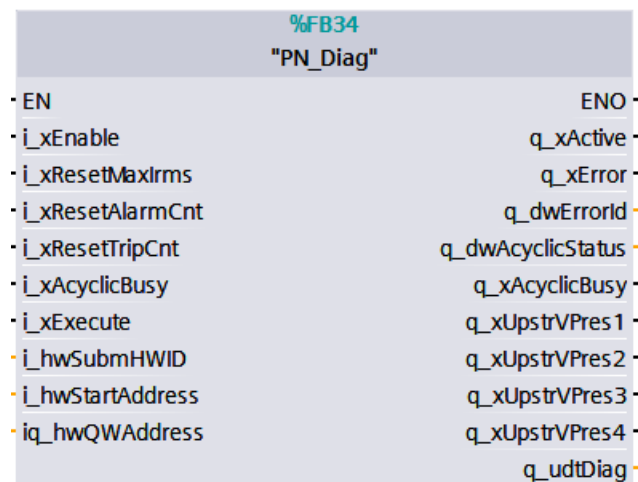 %FB34
"PN_Diag"
EN ENO
i_xEnable q_xActive
i_xResetMaxIrms q_xError
i_xResetAlarmCnt q_dwErrorId
i_xResetTripCnt q_dwAcyclicStatus
i_xAcyclicBusy q_xAcyclicBusy
i_xExecute q_xUpstrVPres1
i_hwSubmHWID q_xUpstrVPres2
i_hwStartAddress q_xUpstrVPres3
iq_hwQWAddress q_xUpstrVPres4
q_udtDiag